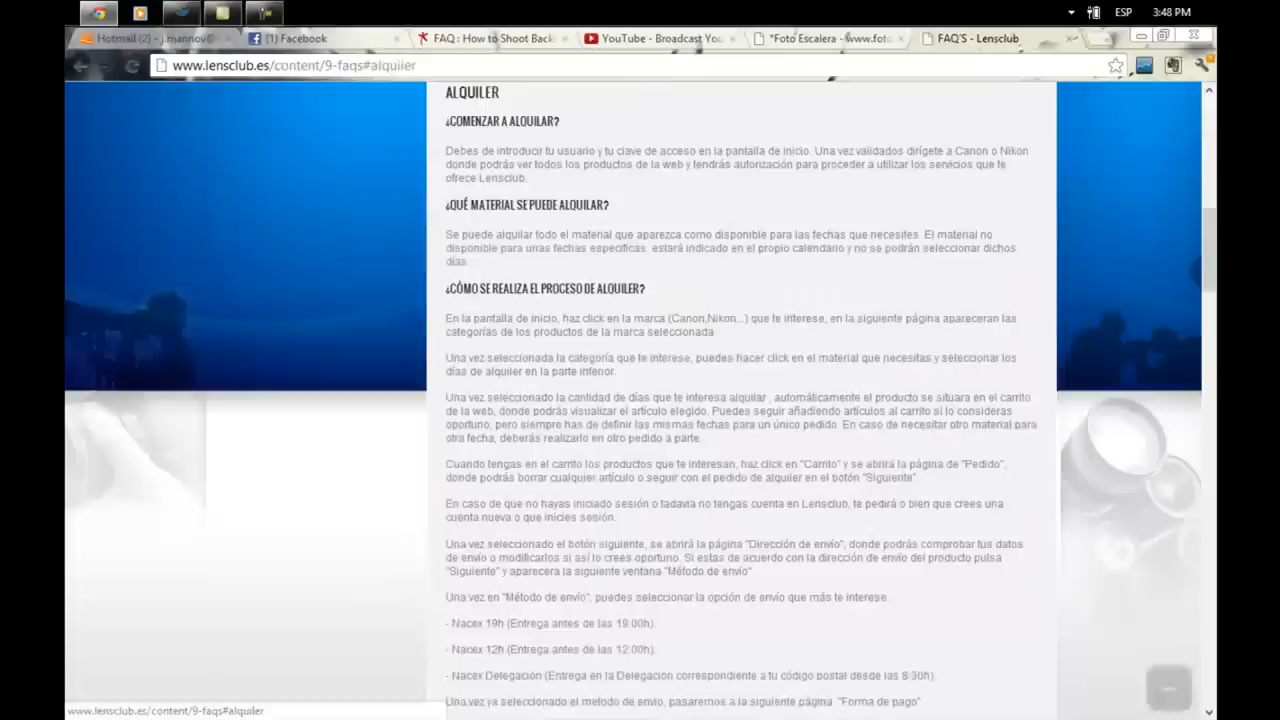 ESP 3:48 PM
Hotmail (2) - j.marinov@
(1) Facebook
FAQ : How to Shoot Back
YouTube - Broadcast You
*Foto Escalera - www.foto
FAQ'S - Lensclub
www.lensclub.es/content/9-faqs#alquiler
ALQUILER
¿COMENZAR A ALQUILAR?
Debes de introducir tu usuario y tu clave de acceso en la pantalla de inicio. Una vez validados dirígete a Canon o Nikon
donde podrás ver todos los productos de la web y tendrás autorización para proceder a utilizar los servicios que te
ofrece Lensclub.
¿QUÉ MATERIAL SE PUEDE ALQUILAR?
Se puede alquilar todo el material que aparezca como disponible para las fechas que necesites. El material no
disponible para unas fechas especificas, estará indicado en el propio calendario y no se podrán seleccionar dichos
días.
¿CÓMO SE REALIZA EL PROCESO DE ALQUILER?
En la pantalla de inicio, haz click en la marca (Canon,Nikon...) que te interese, en la siguiente página apareceran las
categorías de los productos de la marca seleccionada.
Una vez seleccionada la categoría que te interese, puedes hacer click en el material que necesitas y seleccionar los
días de alquiler en la parte inferior.
Una vez seleccionado la cantidad de días que te interesa alquilar , automáticamente el producto se situara en el carrito
de la web, donde podrás visualizar el artículo elegido. Puedes seguir añadiendo artículos al carrito si lo consideras
oportuno, pero siempre has de definir las mismas fechas para un único pedido. En caso de necesitar otro material para
otra fecha, deberás realizarlo en otro pedido a parte.
Cuando tengas en el carrito los productos que te interesan, haz click en "Carrito" y se abrirá la página de "Pedido",
donde podrás borrar cualquier artículo o seguir con el pedido de alquiler en el botón "Siguiente"
En caso de que no hayas iniciado sesión o tadavia no tengas cuenta en Lensclub, te pedirá o bien que crees una
cuenta nueva o que inicies sesión.
Una vez seleccionado el botón siguiente, se abrirá la página "Dirección de envío", donde podrás comprobar tus datos
de envío o modificarlos si así lo crees oportuno. Si estas de acuerdo con la dirección de envío del producto pulsa
"Siguiente" y aparecera la siguiente ventana "Método de envío"
Una vez en "Método de envío", puedes seleccionar la opción de envío que más te interese.
- Nacex 19h (Entrega antes de las 19:00h).
- Nacex 12h (Entrega antes de las 12:00h).
- Nacex Delegación (Entrega en la Delegación correspondiente a tu código postal desde las 8:30h).
Una vez ya seleccionado el metodo de envio, pasaremos a la siguiente página "Forma de pago"
www.lensclub.es/content/9-faqs#alquiler